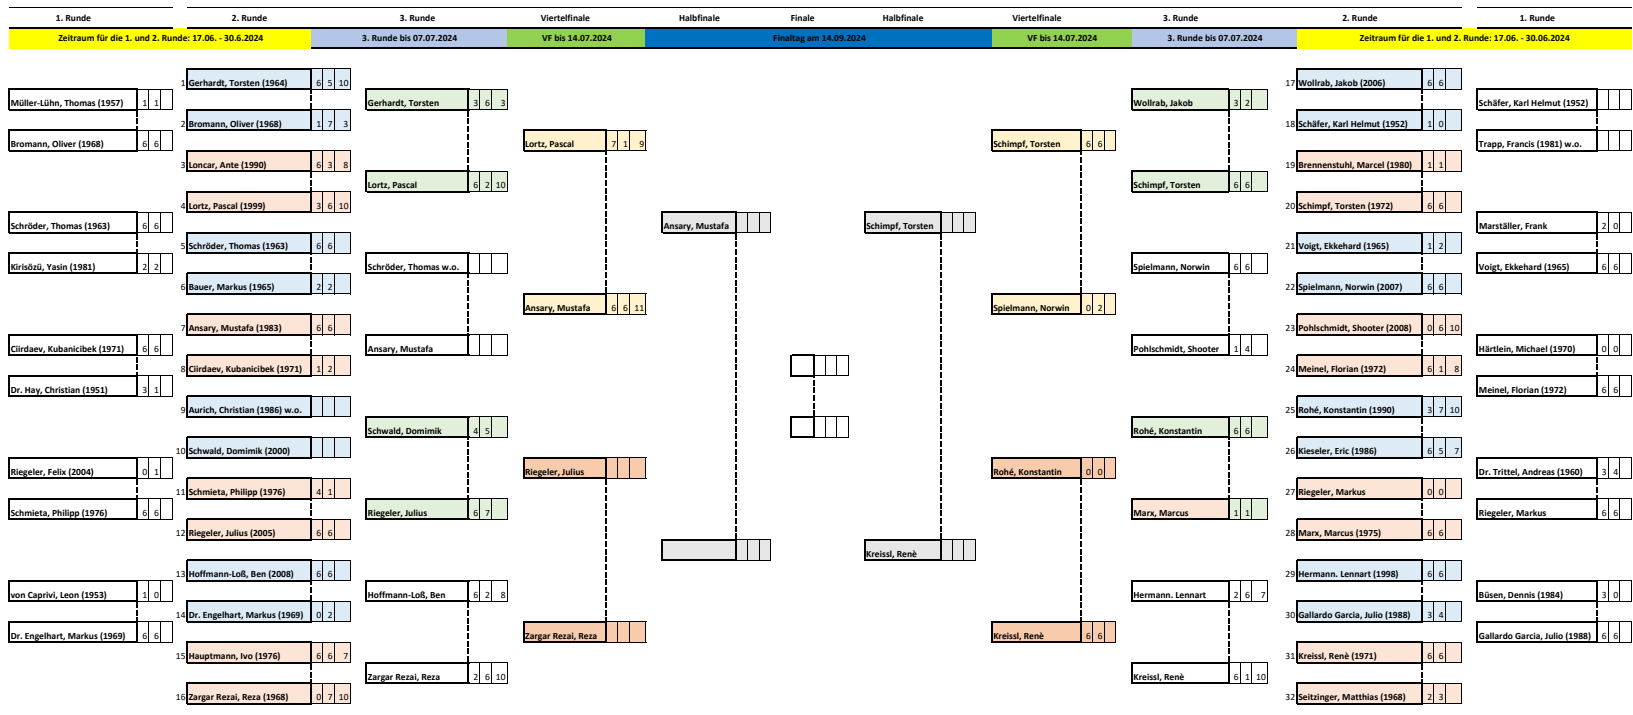 1. Runde 2. Runde 3. Runde Viertelfinale Halbfinale Finale Halbfinale Viertelfinale 3. Runde 2. Runde 1. Runde
Zeitraum für die 1. und 2. Runde: 17.06. - 30.6.2024 3. Runde bis 07.07.2024 VF bis 14.07.2024 Finaltag am 14.09.2024 VF bis 14.07.2024 3. Runde bis 07.07.2024 Zeitraum für die 1. und 2. Runde: 17.06. - 30.06.2024
1 Gerhardt, Torsten (1964) 6 5 10 17 Wollrab, Jakob (2006) 6 6
Müller-Lühn, Thomas (1957) 1 1 Gerhardt, Torsten 3 6 3 Wollrab, Jakob 3 2 Schäfer, Karl Helmut (1952)
2 Bromann, Oliver (1968) 1 7 3 18 Schäfer, Karl Helmut (1952) 1 0
Bromann, Oliver (1968) 6 6 Lortz, Pascal 7 1 9 Schimpf, Torsten 6 6 Trapp, Francis (1981) w.o.
3 Loncar, Ante (1990) 6 3 8 19 Brennenstuhl, Marcel (1980) 1 1
Lortz, Pascal 6 2 10 Schimpf, Torsten 6 6
4 Lortz, Pascal (1999) 3 6 10 20 Schimpf, Torsten (1972) 6 6
Schröder, Thomas (1963) 6 6 Ansary, Mustafa Schimpf, Torsten Marställer, Frank 2 0
5 Schröder, Thomas (1963) 6 6 21 Voigt, Ekkehard (1965) 1 2
Kirisözü, Yasin (1981) 2 2 Schröder, Thomas w.o. Spielmann, Norwin 6 6 Voigt, Ekkehard (1965) 6 6
6 Bauer, Markus (1965) 2 2 22 Spielmann, Norwin (2007) 6 6
Ansary, Mustafa 6 6 11 Spielmann, Norwin 0 2
7 Ansary, Mustafa (1983) 6 6 23 Pohlschmidt, Shooter (2008) 0 6 10
Ciirdaev, Kubanicibek (1971) 6 6 Ansary, Mustafa Pohlschmidt, Shooter 1 4 Härtlein, Michael (1970) 0 0
8 Ciirdaev, Kubanicibek (1971) 1 2 24 Meinel, Florian (1972) 6 1 8
Dr. Hay, Christian (1951) 3 1 Meinel, Florian (1972) 6 6
9 Aurich, Christian (1986) w.o. 25 Rohé, Konstantin (1990) 3 7 10
Schwald, Domimik 4 5 Rohé, Konstantin 6 6
10 Schwald, Domimik (2000) 26 Kieseler, Eric (1986) 6 5 7
Riegeler, Felix (2004) 0 1 Riegeler, Julius Rohé, Konstantin 0 0 Dr. Trittel, Andreas (1960) 3 4
11 Schmieta, Philipp (1976) 4 1 27 Riegeler, Markus 0 0
Schmieta, Philipp (1976) 6 6 Riegeler, Julius 6 7 Marx, Marcus 1 1 Riegeler, Markus 6 6
12 Riegeler, Julius (2005) 6 6 28 Marx, Marcus (1975) 6 6
Kreissl, Renè
13 Hoffmann-Loß, Ben (2008) 6 6 29 Hermann. Lennart (1998) 6 6
von Caprivi, Leon (1953) 1 0 Hoffmann-Loß, Ben 6 2 8 Hermann. Lennart 2 6 7 Büsen, Dennis (1984) 3 0
14 Dr. Engelhart, Markus (1969) 0 2 30 Gallardo Garcia, Julio (1988) 3 4
Dr. Engelhart, Markus (1969) 6 6 Zargar Rezai, Reza Kreissl, Renè 6 6 Gallardo Garcia, Julio (1988) 6 6
15 Hauptmann, Ivo (1976) 6 6 7 31 Kreissl, Renè (1971) 6 6
Zargar Rezai, Reza 2 6 10 Kreissl, Renè 6 1 10
16 Zargar Rezai, Reza (1968) 0 7 10 32 Seitzinger, Matthias (1968) 2 3